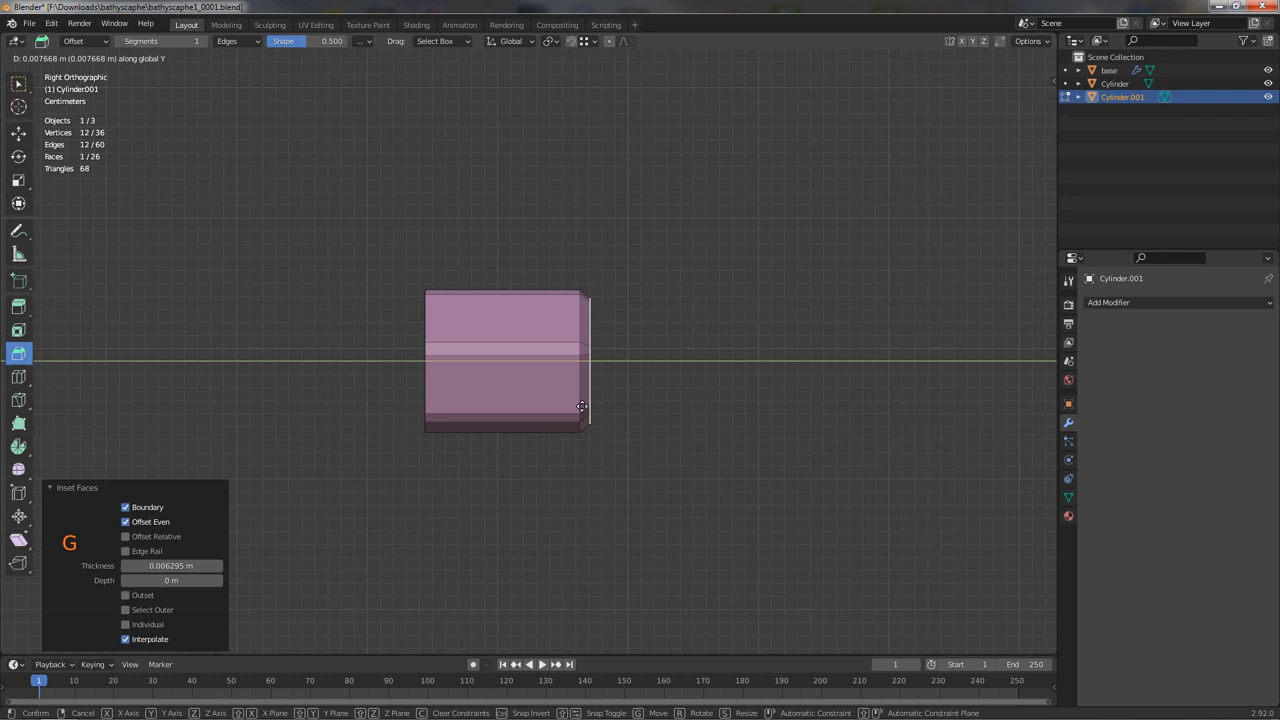 Blender* [F:\Downloads\bathyscaphe\bathyscaphe1_0001.blend]
File Edit Render Window Help Layout Modeling Sculpting UV Editing Texture Paint Shading Animation Rendering Compositing Scripting + Scene View Layer
Offset Segments 1 Edges Shape 0.500 ... Drag: Select Box Global X Y Z Options
D: 0.007668 m (0.007668 m) along global Y
Right Orthographic
(1) Cylinder.001
Centimeters
Objects 1 / 3
Vertices 12 / 36
Edges 12 / 60
Faces 1 / 26
Triangles 68
Scene Collection
base
Cylinder
Cylinder.001
Cylinder.001
Add Modifier
Inset Faces
Boundary
Offset Even
Offset Relative
G
Edge Rail
Thickness 0.006295 m
Depth 0 m
Outset
Select Outer
Individual
Interpolate
Playback Keying View Marker 1 Start 1 End 250
1 10 20 30 40 50 60 70 80 90 100 110 120 130 140 150 160 170 180 190 200 210 220 230 240 250
Confirm Cancel X X Axis Y Y Axis Z Z Axis X X Plane Y Y Plane Z Z Plane C Clear Constraints Snap Invert Snap Toggle G Move R Rotate S Resize Automatic Constraint Automatic Constraint Plane 2.92.0